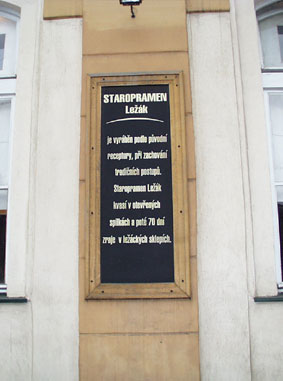 STAROPRAMEN
Ležák
je vyráběn podle původní
receptury, při zachování
tradičních postupů.
Staropramen Ležák
kvasí v otevřených
spilkách a poté 70 dní
zroje v ležáckých sklepích.